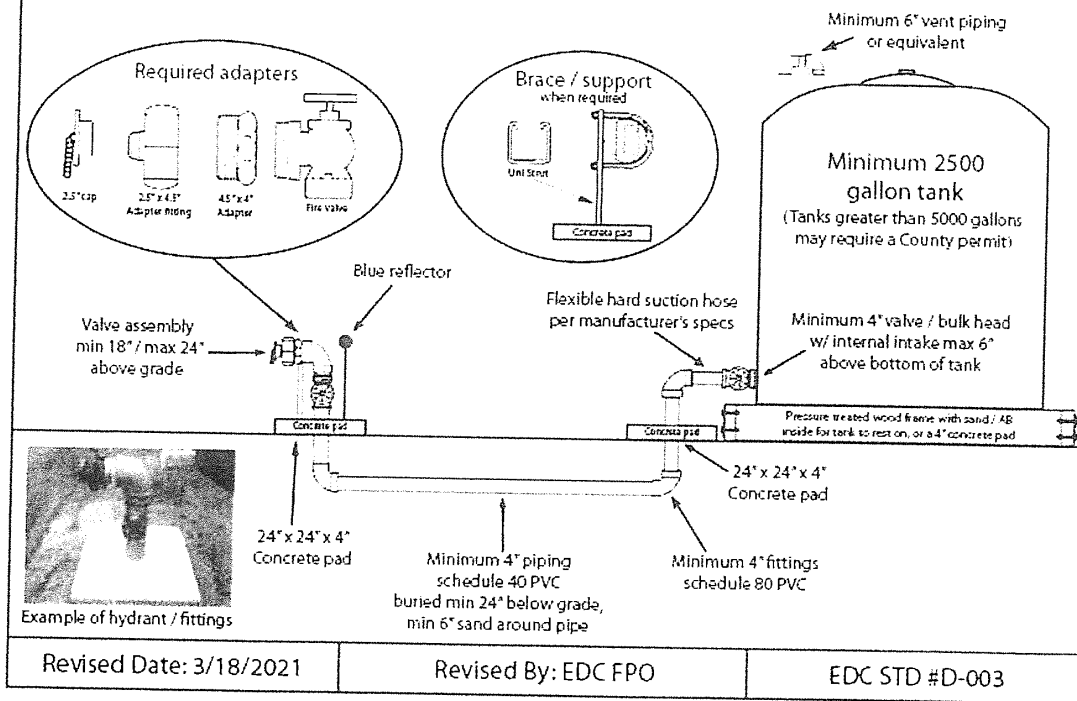 Minimum 6" vent piping
or equivalent
Required adapters
2.5" cap
2.5" x 4.5"
Adapter fitting
4.5" x 4"
Adapter
Fire valve
Brace / support
when required
Uni Strut
Concrete pad
Minimum 2500
gallon tank
(Tanks greater than 5000 gallons
may require a County permit)
Blue reflector
Valve assembly
min 18" / max 24"
above grade
Flexible hard suction hose
per manufacturer's specs
Minimum 4" valve / bulk head
w/ internal intake max 6"
above bottom of tank
Concrete pad
Concrete pad
Pressure treated wood frame with sand / AB
inside for tank to rest on, or a 4" concrete pad
24" x 24" x 4"
Concrete pad
24" x 24" x 4"
Concrete pad
Minimum 4" piping
schedule 40 PVC
buried min 24" below grade,
min 6" sand around pipe
Minimum 4" fittings
schedule 80 PVC
Example of hydrant / fittings
Revised Date: 3/18/2021
Revised By: EDC FPO
EDC STD #D-003